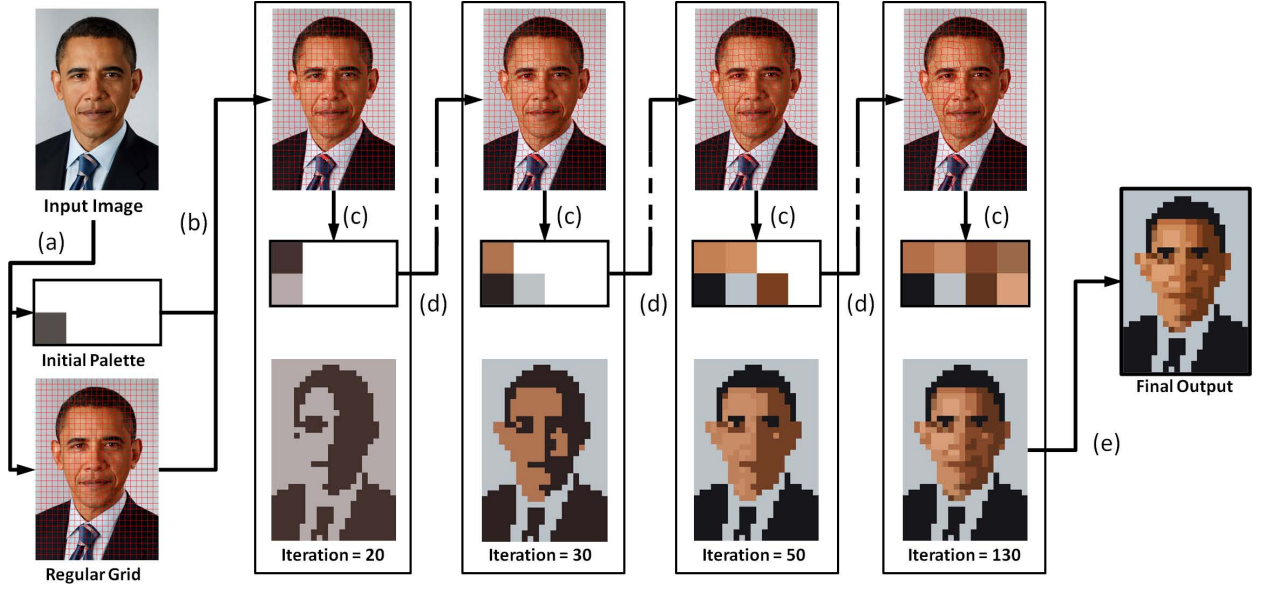 Input Image
(a)
(b)
Initial Palette
Regular Grid
(c)
(d)
Iteration = 20
(c)
(d)
Iteration = 30
(c)
(d)
Iteration = 50
(c)
Iteration = 130
(e)
Final Output